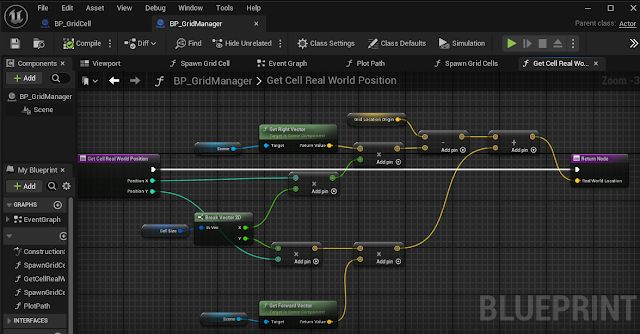 File Edit Asset View Debug Window Tools Help
BP_GridCell
BP_GridManager ×
Parent class: Actor
Compile
Diff
Find
Hide Unrelated
Class Settings
Class Defaults
Simulation
Components ×
Viewport
Spawn Grid Cell
Event Graph
Plot Path
Spawn Grid Cells
Get Cell Real Wo... ×
+ Add
BP_GridManager > Get Cell Real World Position
Zoom
BP_GridManager
Scene
Get Right Vector
Target is Scene Component
Grid Location Origin
Scene
Target
Return Value
Add pin
-
Add pin
+
Add pin
Get Cell Real World Position
Return Node
My Blueprint ×
Position X
Real World Location
+ Add
Position Y
×
Add pin
GRAPHS
Break Vector 2D
EventGraph
Cell Size
In Vec
X
Y
×
Add pin
×
Add pin
Construction
SpawnGridCe
GetCellRealW
Get Forward Vector
Target is Scene Component
SpawnGridCe
Scene
Target
Return Value
PlotPath
INTERFACES
BLUEPRINT